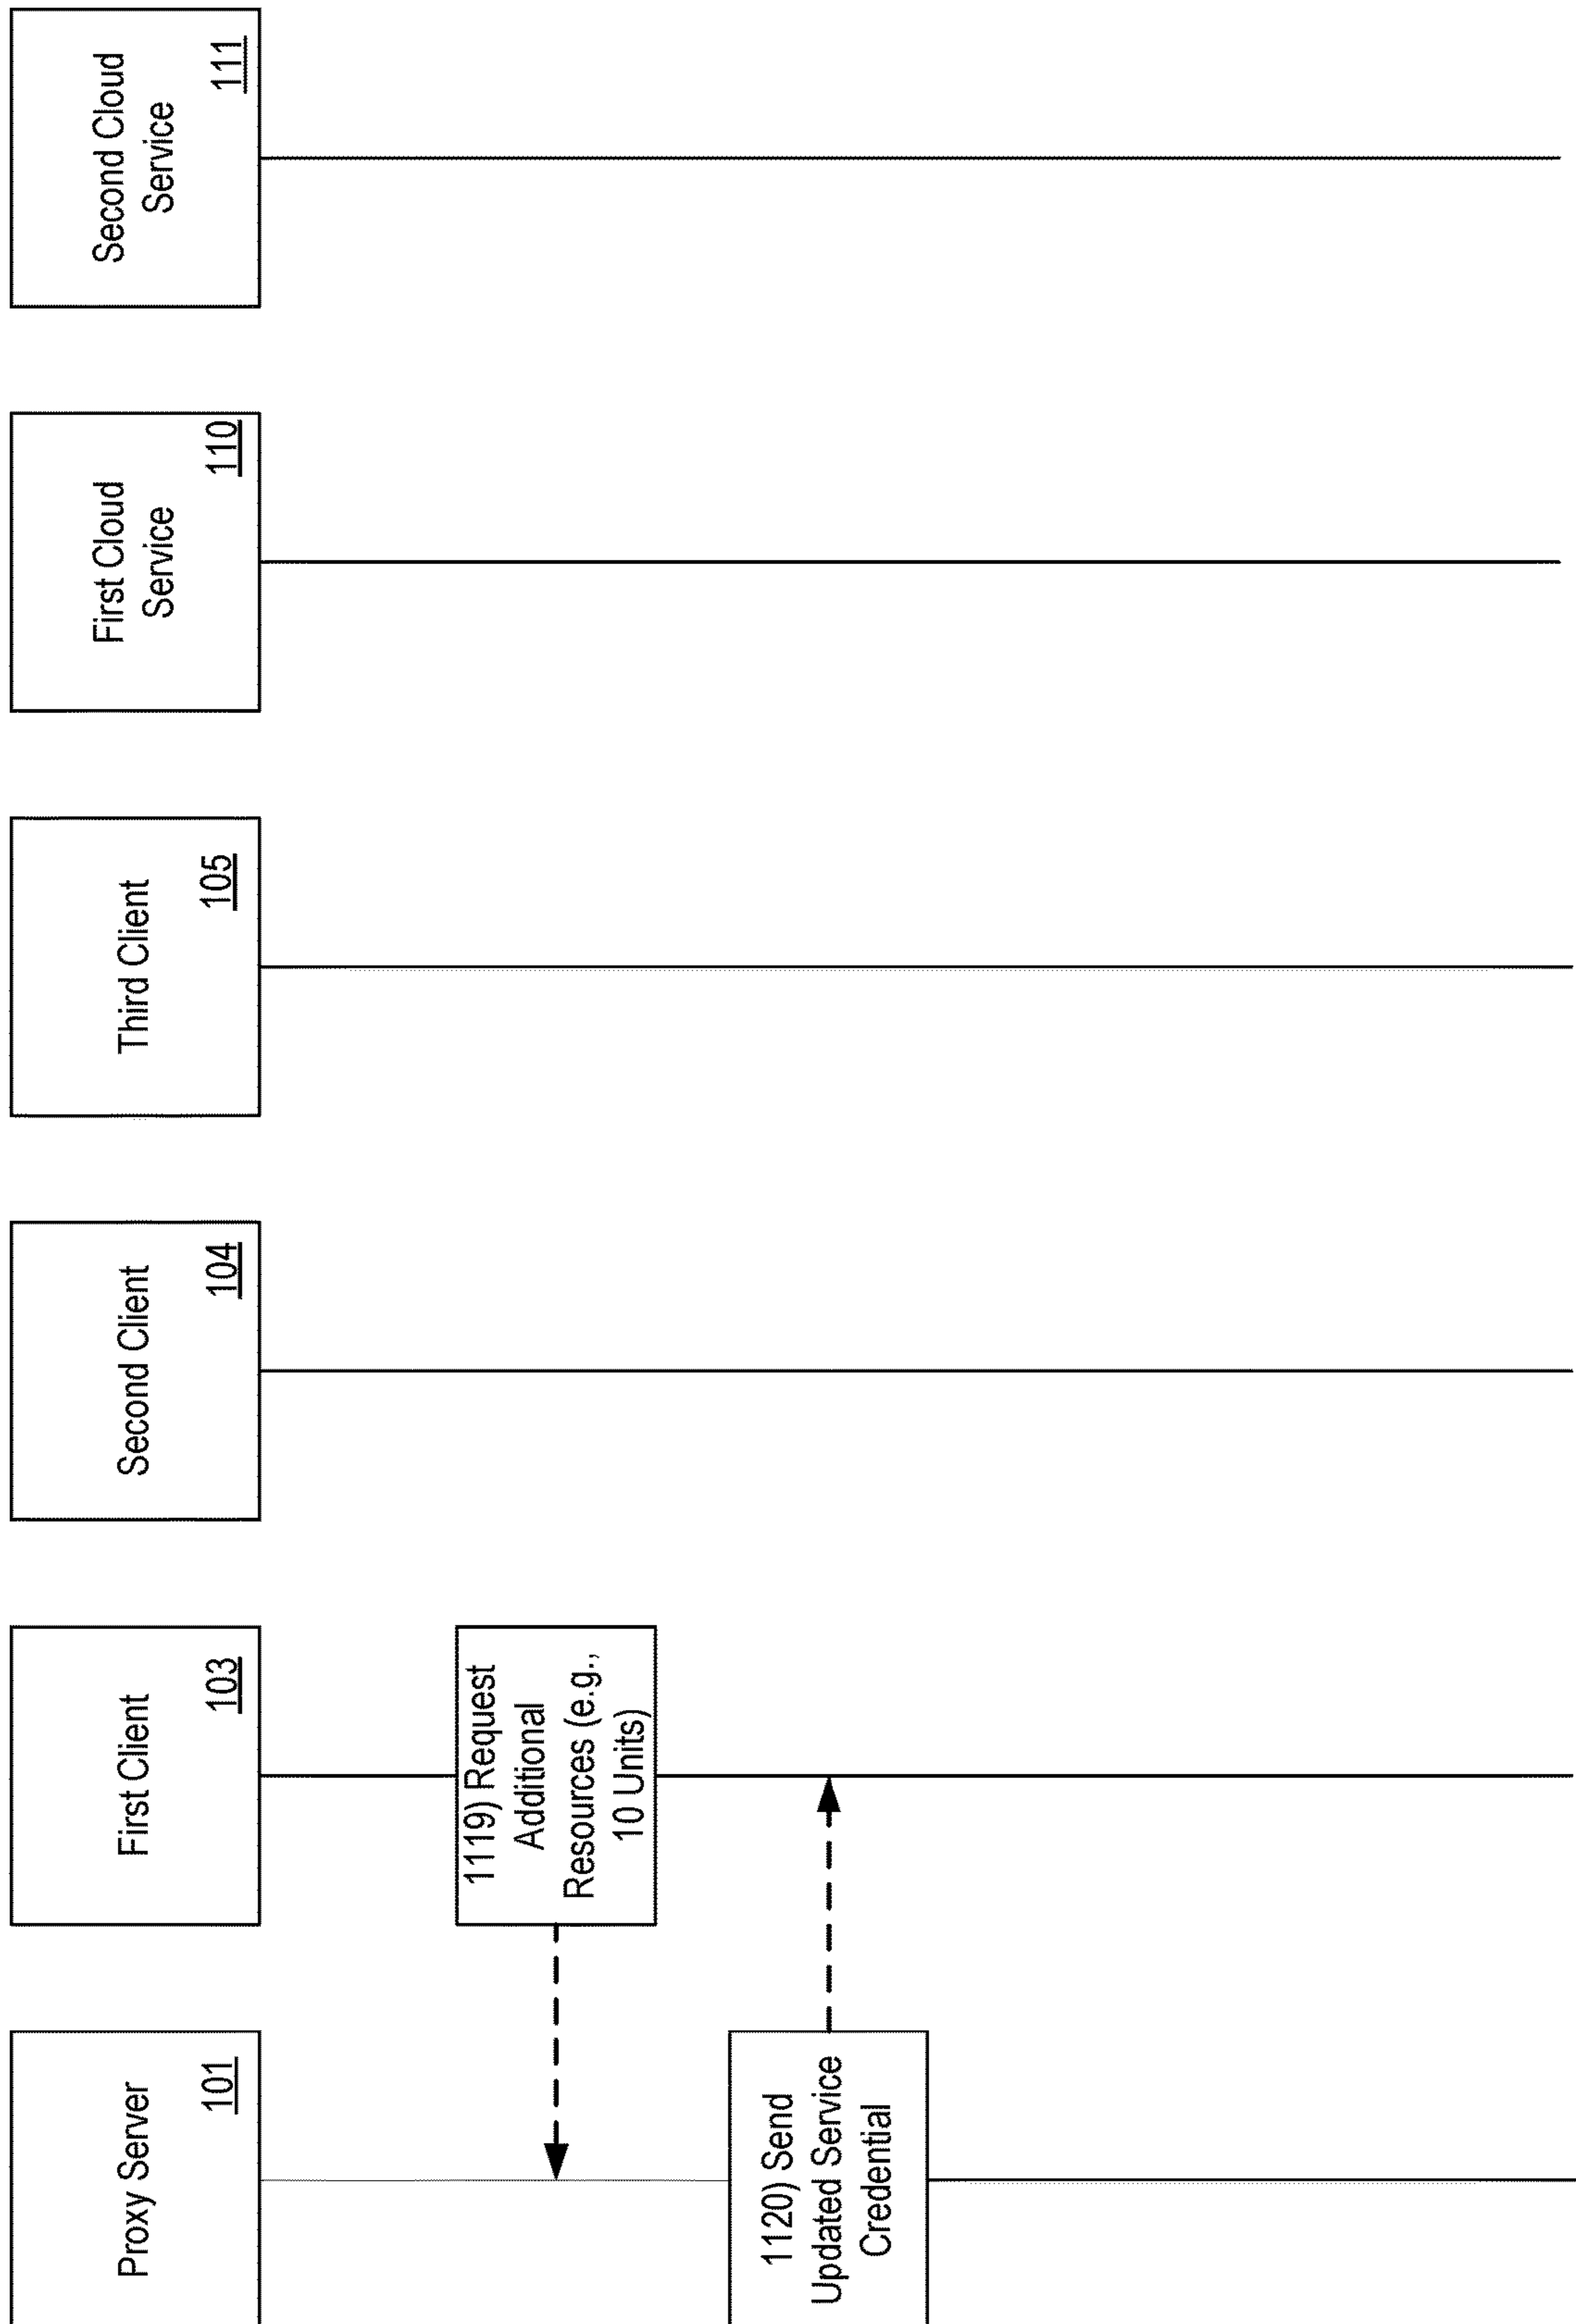 Proxy Server
101
First Client
103
Second Client
104
Third Client
105
First Cloud
Service
110
Second Cloud
Service
111
1119) Request
Additional
Resources (e.g.,
10 Units)
1120) Send
Updated Service
Credential